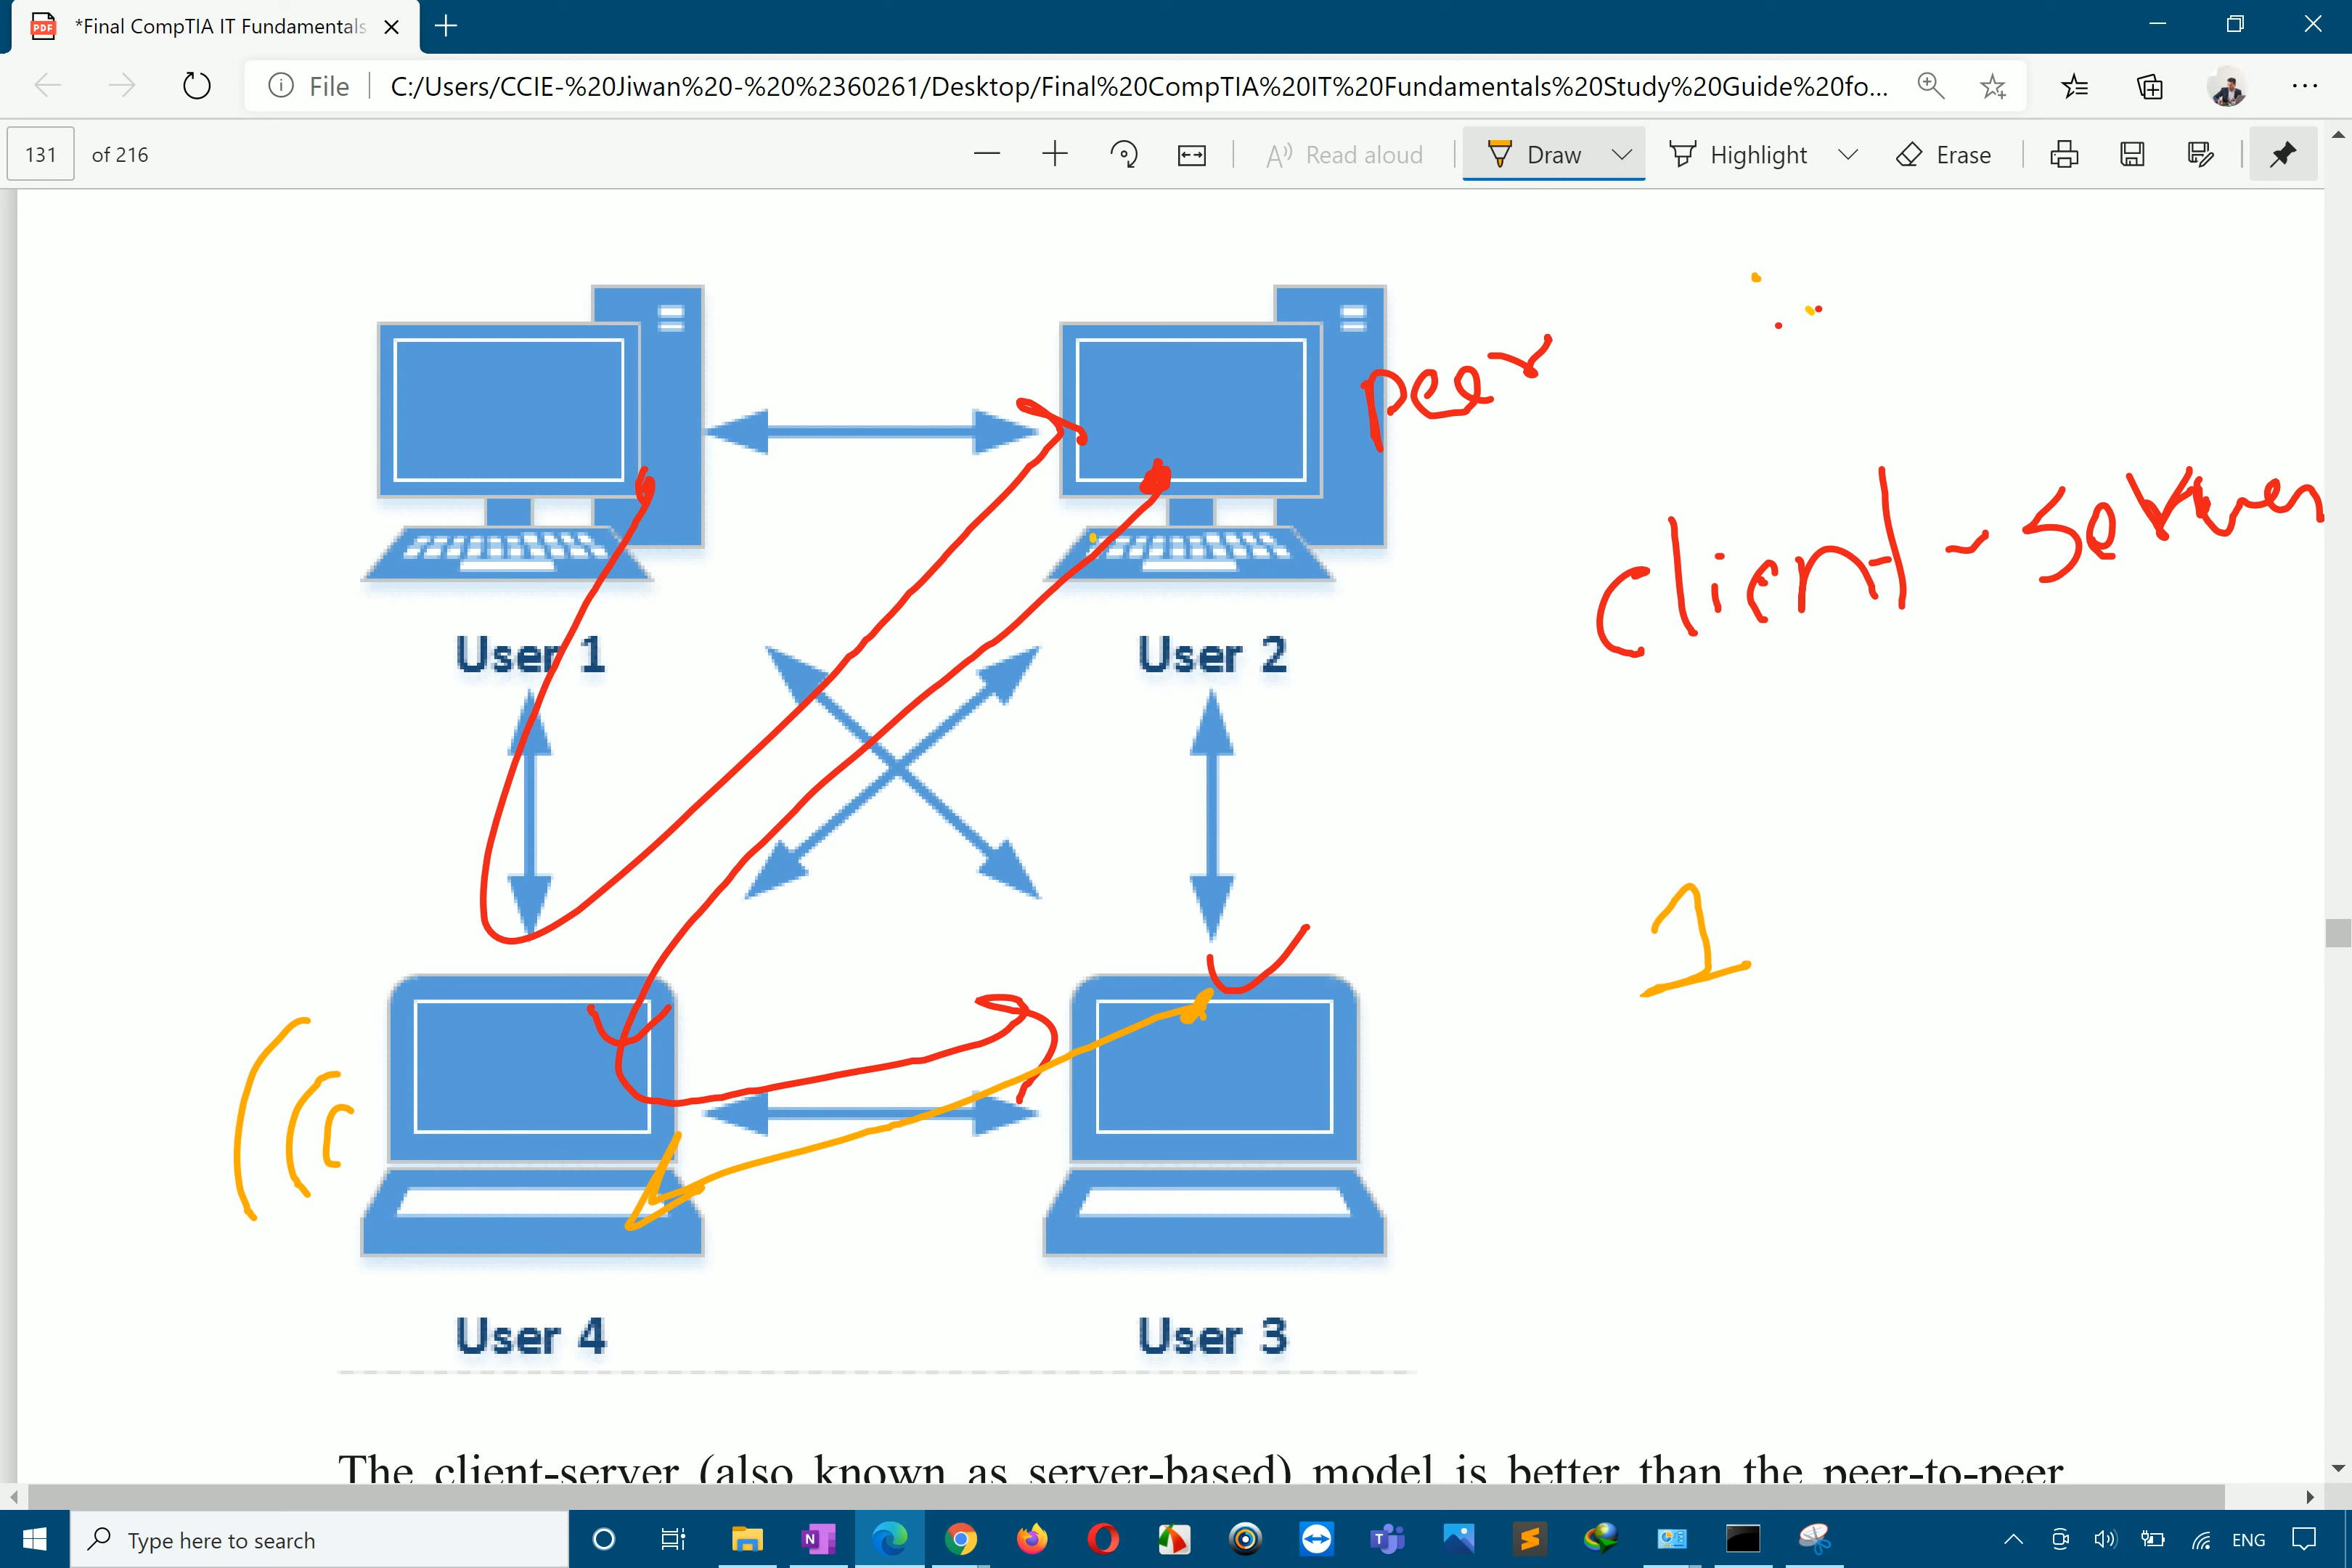 *Final CompTIA IT Fundamentals
File C:/Users/CCIE-%20Jiwan%20-%20%2360261/Desktop/Final%20CompTIA%20IT%20Fundamentals%20Study%20Guide%20fo...
131 of 216 Read aloud Draw Highlight Erase
peer
client - server
User 1 User 2
1
User 4 User 3
The client-server (also known as server-based) model is better than the peer-to-peer
Type here to search ENG